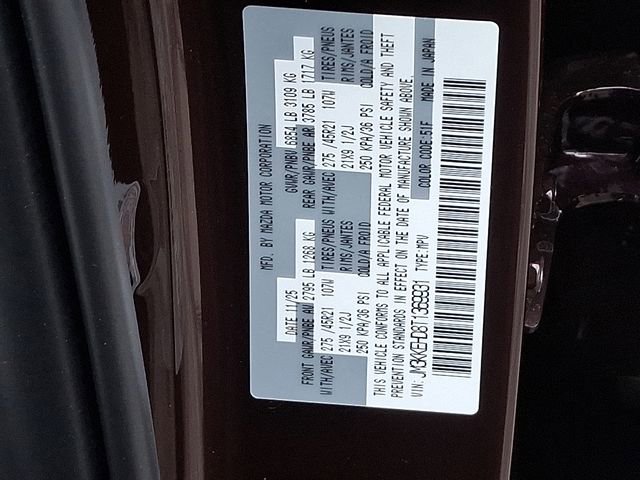 MFD. BY MAZDA MOTOR CORPORATION
DATE 11/25 GVWR/PNBV 6854 LB 3109 KG
FRONT GAWR/PNBE AV 2795 LB 1268 KG REAR GAWR/PNBE AR 3785 LB 1717 KG
WITH/AVEC 275 /45R21 107W TIRES/PNEUS WITH/AVEC 275 /45R21 107W TIRES/PNEUS
21X9 1/2J RIMS/JANTES 21X9 1/2J RIMS/JANTES
250 KPA/36 PSI COLD/A FROID 250 KPA/36 PSI COLD/A FROID
THIS VEHICLE CONFORMS TO ALL APPLICABLE FEDERAL MOTOR VEHICLE SAFETY AND THEFT
PREVENTION STANDARDS IN EFFECT ON THE DATE OF MANUFACTURE SHOWN ABOVE.
VIN: JM3KKEHD8T1369931 TYPE:MPV COLOR CODE:51F MADE IN JAPAN